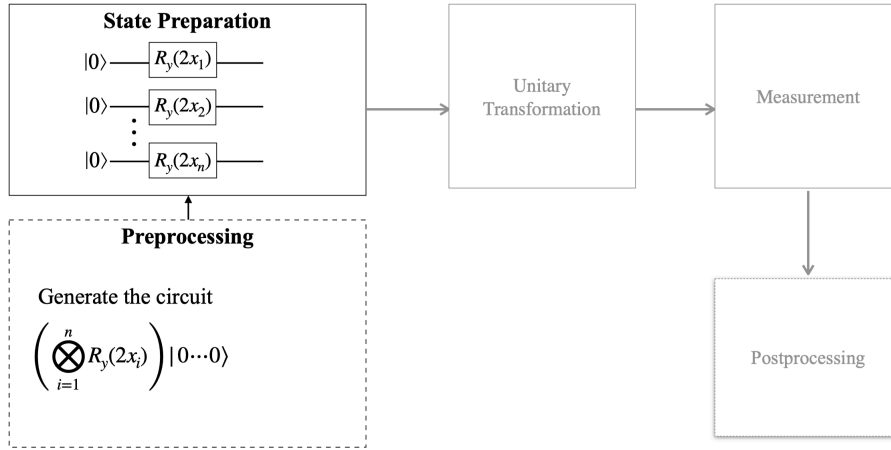 State Preparation
|0⟩ R_y(2x_1)
|0⟩ R_y(2x_2)
⋮
|0⟩ R_y(2x_n)
Unitary
Transformation
Measurement
Preprocessing
Generate the circuit
(⨂_{i=1}^{n} R_y(2x_i)) |0⋯0⟩
Postprocessing